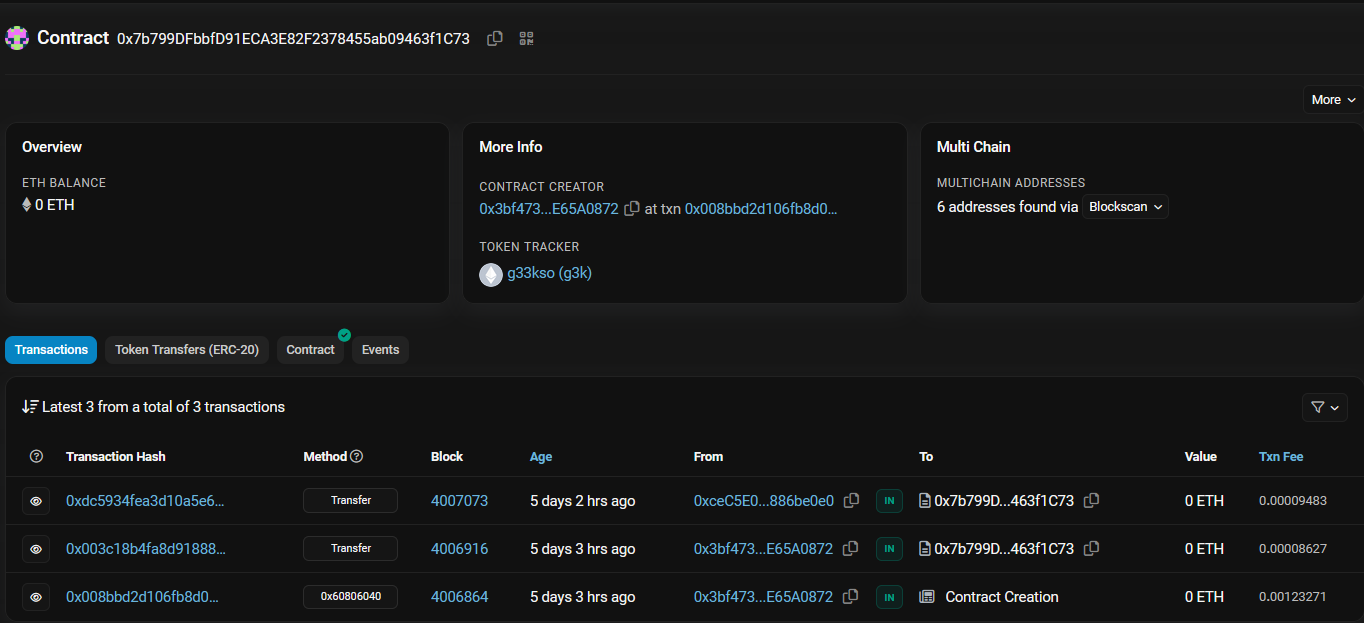 Contract 0x7b799DFbbfD91ECA3E82F2378455ab09463f1C73
More
Overview
ETH BALANCE
0 ETH
More Info
CONTRACT CREATOR
0x3bf473...E65A0872 at txn 0x008bbd2d106fb8d0...
TOKEN TRACKER
g33kso (g3k)
Multi Chain
MULTICHAIN ADDRESSES
6 addresses found via Blockscan
Transactions Token Transfers (ERC-20) Contract Events
Latest 3 from a total of 3 transactions
Transaction Hash Method Block Age From To Value Txn Fee
0xdc5934fea3d10a5e6... Transfer 4007073 5 days 2 hrs ago 0xceC5E0...886be0e0 IN 0x7b799D...463f1C73 0 ETH 0.00009483
0x003c18b4fa8d91888... Transfer 4006916 5 days 3 hrs ago 0x3bf473...E65A0872 IN 0x7b799D...463f1C73 0 ETH 0.00008627
0x008bbd2d106fb8d0... 0x60806040 4006864 5 days 3 hrs ago 0x3bf473...E65A0872 IN Contract Creation 0 ETH 0.00123271